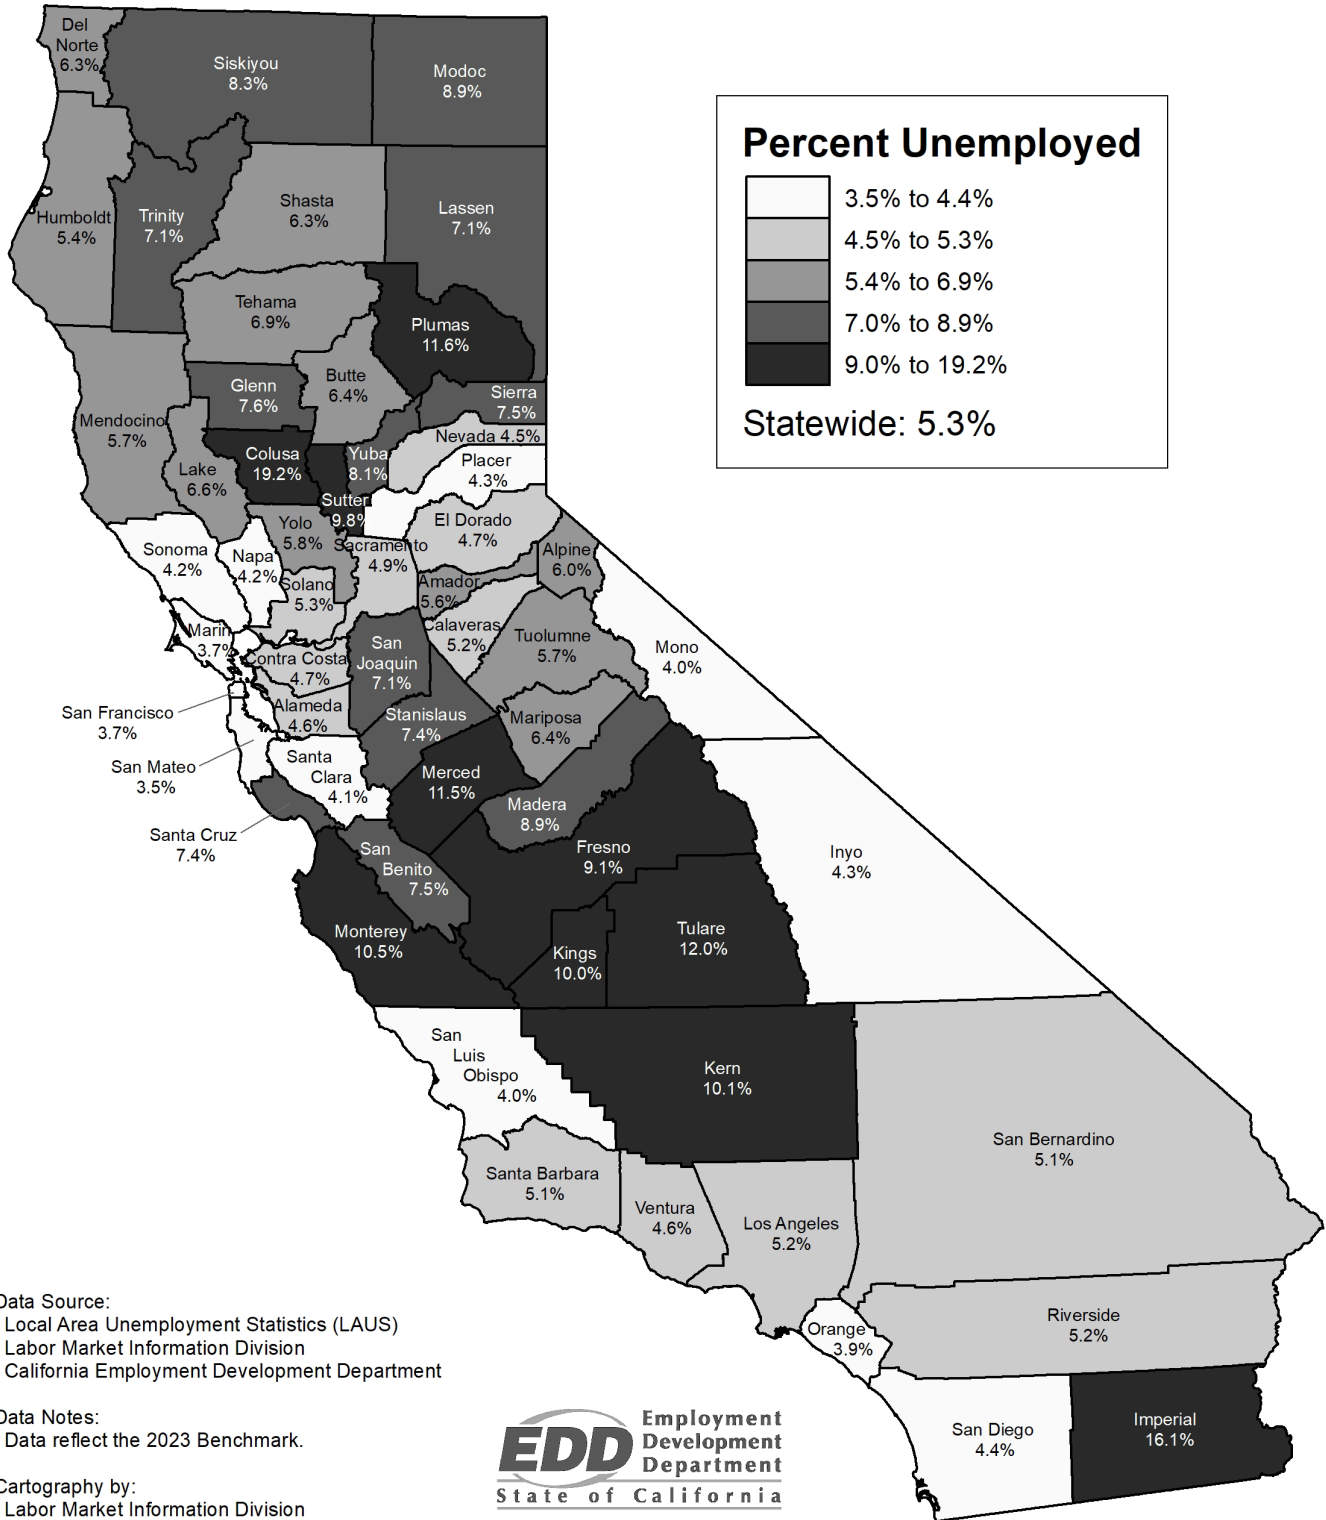 Del
Norte
6.3%
Siskiyou
8.3%
Modoc
8.9%
Percent Unemployed
3.5% to 4.4%
4.5% to 5.3%
5.4% to 6.9%
7.0% to 8.9%
9.0% to 19.2%
Statewide: 5.3%
Humboldt
5.4%
Trinity
7.1%
Shasta
6.3%
Lassen
7.1%
Tehama
6.9%
Plumas
11.6%
Glenn
7.6%
Butte
6.4%
Sierra
7.5%
Mendocino
5.7%
Lake
6.6%
Colusa
19.2%
Sutter
9.8%
Yuba
8.1%
Nevada 4.5%
Placer
4.3%
El Dorado
4.7%
Sonoma
4.2%
Napa
4.2%
Yolo
5.8%
Sacramento
4.9%
Solano
5.3%
Amador
5.6%
Alpine
6.0%
Marin
3.7%
Contra Costa
4.7%
San
Joaquin
7.1%
Calaveras
5.2%
Tuolumne
5.7%
Mono
4.0%
San Francisco
3.7%
Alameda
4.6%
Stanislaus
7.4%
Mariposa
6.4%
San Mateo
3.5%
Santa
Clara
4.1%
Merced
11.5%
Madera
8.9%
Santa Cruz
7.4%
San
Benito
7.5%
Fresno
9.1%
Inyo
4.3%
Monterey
10.5%
Kings
10.0%
Tulare
12.0%
San
Luis
Obispo
4.0%
Kern
10.1%
San Bernardino
5.1%
Santa Barbara
5.1%
Ventura
4.6%
Los Angeles
5.2%
Orange
3.9%
Riverside
5.2%
San Diego
4.4%
Imperial
16.1%
Data Source:
Local Area Unemployment Statistics (LAUS)
Labor Market Information Division
California Employment Development Department
Data Notes:
Data reflect the 2023 Benchmark.
Cartography by:
Labor Market Information Division
EDD
Employment
Development
Department
State of California